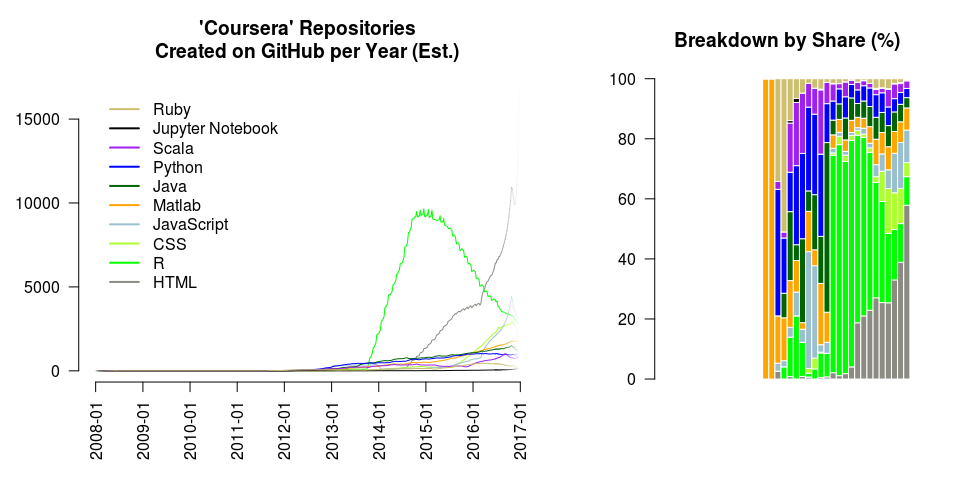 'Coursera' Repositories
Created on GitHub per Year (Est.)
Ruby
Jupyter Notebook
Scala
Python
Java
Matlab
JavaScript
CSS
R
HTML
15000
10000
5000
0
2008-01
2009-01
2010-01
2011-01
2012-01
2013-01
2014-01
2015-01
2016-01
2017-01
Breakdown by Share (%)
100
80
60
40
20
0